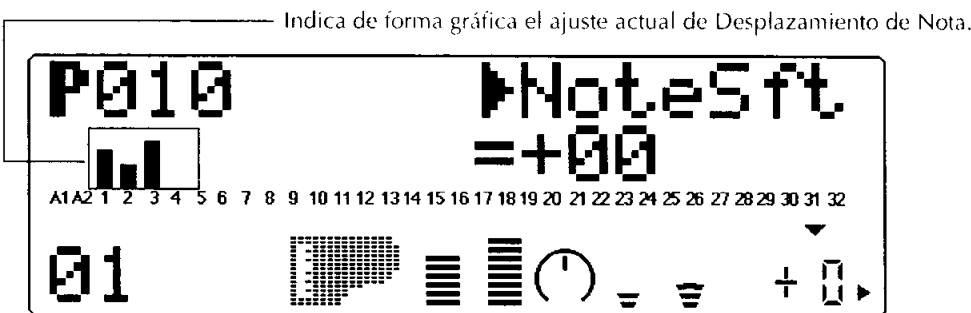 Indica de forma gráfica el ajuste actual de Desplazamiento de Nota.
P010 ▶NoteSft
=+00
A1 A2 1 2 3 4 5 6 7 8 9 10 11 12 13 14 15 16 17 18 19 20 21 22 23 24 25 26 27 28 29 30 31 32
01 + 0